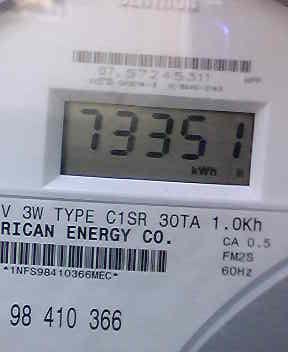 73351
kWh
V 3W TYPE C1SR 30TA 1.0Kh
RICAN ENERGY CO.
CA 0.5
FM2S
*1NFS98410366MEC*
60Hz
98 410 366